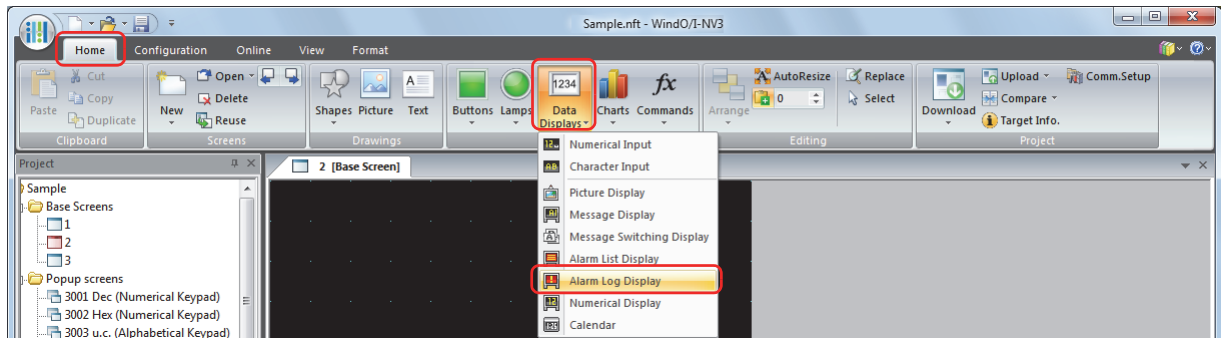 Sample.nft - WindO/I-NV3
Home Configuration Online View Format
Cut
Copy
Duplicate
Paste
Clipboard
New
Open
Delete
Reuse
Screens
Shapes Picture Text
Drawings
Buttons Lamps
1234
Data
Displays
Charts
fx
Commands
Arrange
AutoResize
0
Replace
Select
Editing
Download
Upload
Compare
Target Info.
Comm.Setup
Project
Numerical Input
Character Input
Picture Display
Message Display
Message Switching Display
Alarm List Display
Alarm Log Display
Numerical Display
Calendar
Project
Sample
Base Screens
1
2
3
Popup screens
3001 Dec (Numerical Keypad)
3002 Hex (Numerical Keypad)
3003 u.c. (Alphabetical Keypad)
2 [Base Screen]